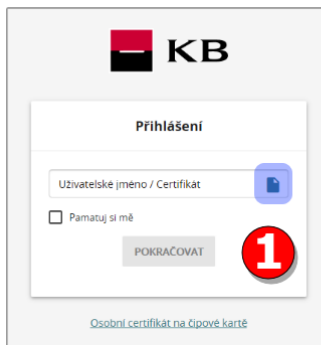 KB
Přihlášení
Uživatelské jméno / Certifikát
Pamatuj si mě
POKRAČOVAT
1
Osobní certifikát na čipové kartě